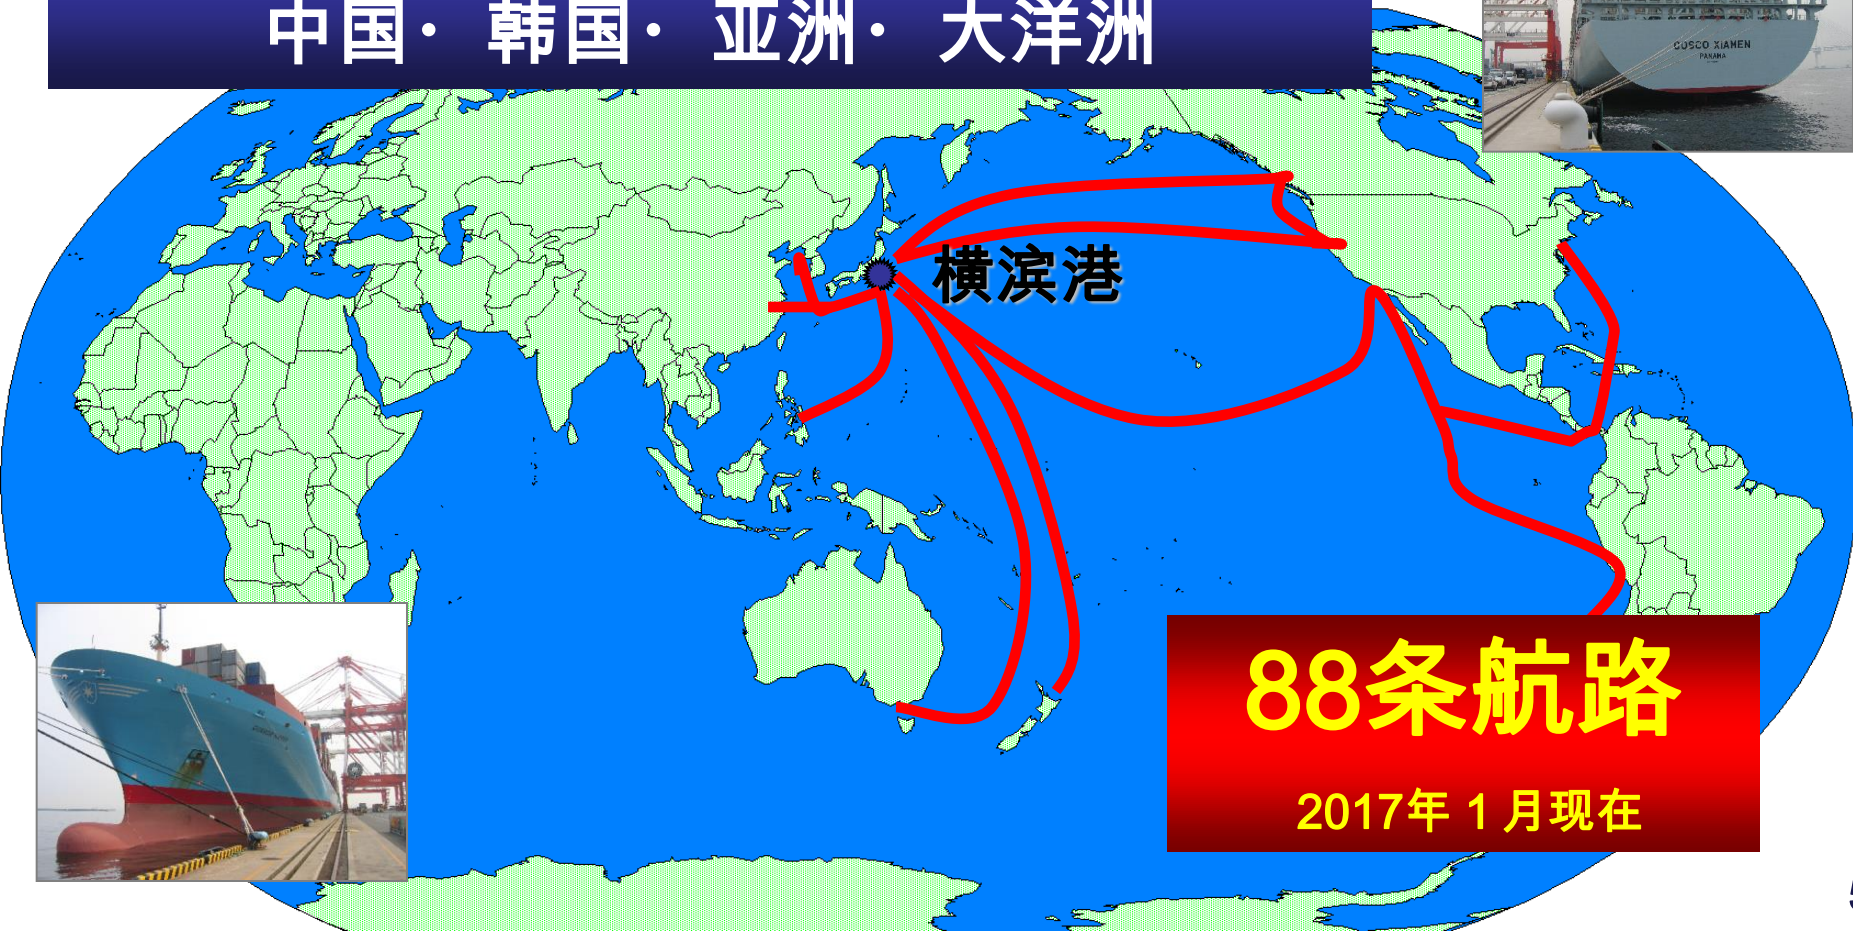 中国・韩国・亚洲・大洋洲
COSCO XIAMEN
PANAMA
横滨港
88条航路
2017年 1 月现在